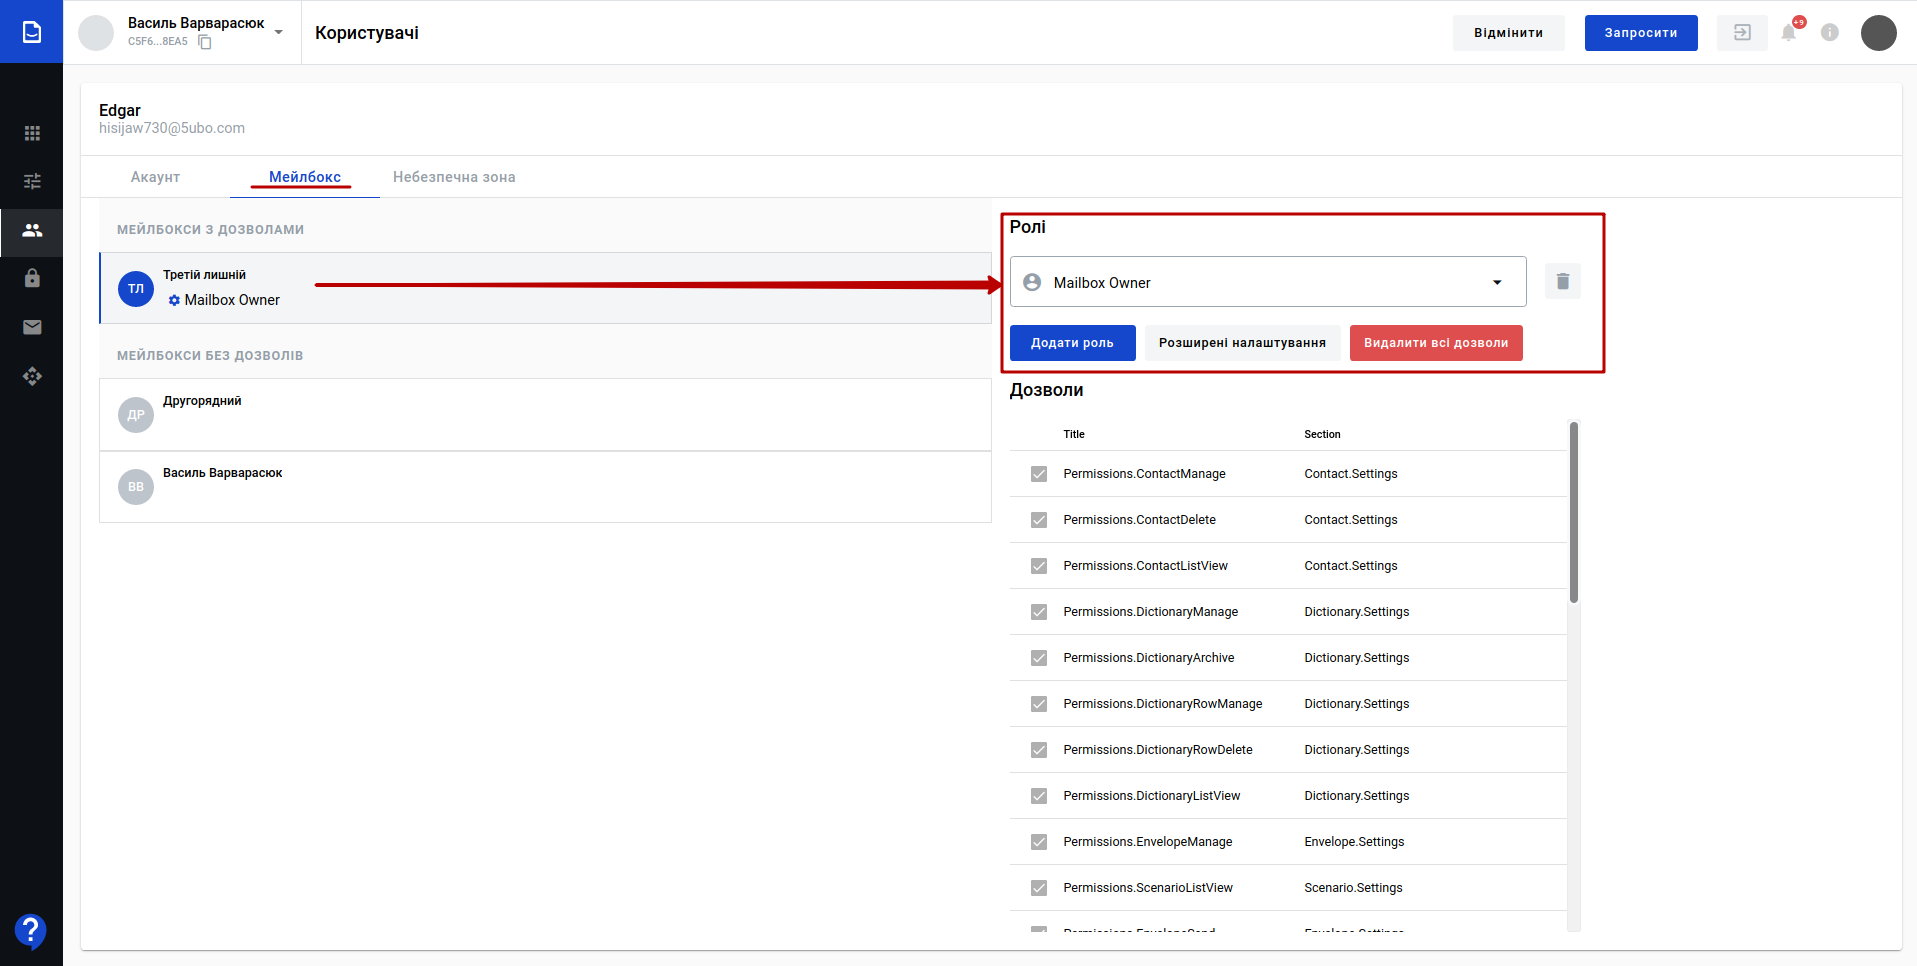 Василь Варварасюк
C5F6...8EA5
Користувачі
Відмінити
Запросити
+9
Edgar
hisijaw730@5ubo.com
Акаунт
Мейлбокс
Небезпечна зона
МЕЙЛБОКСИ З ДОЗВОЛАМИ
ТЛ
Третій лишній
Mailbox Owner
МЕЙЛБОКСИ БЕЗ ДОЗВОЛІВ
ДР
Другорядний
ВВ
Василь Варварасюк
Ролі
Mailbox Owner
Додати роль
Розширені налаштування
Видалити всі дозволи
Дозволи
Title Section
Permissions.ContactManage Contact.Settings
Permissions.ContactDelete Contact.Settings
Permissions.ContactListView Contact.Settings
Permissions.DictionaryManage Dictionary.Settings
Permissions.DictionaryArchive Dictionary.Settings
Permissions.DictionaryRowManage Dictionary.Settings
Permissions.DictionaryRowDelete Dictionary.Settings
Permissions.DictionaryListView Dictionary.Settings
Permissions.EnvelopeManage Envelope.Settings
Permissions.ScenarioListView Scenario.Settings
Permissions.EnvelopeSend Envelope.Settings
?